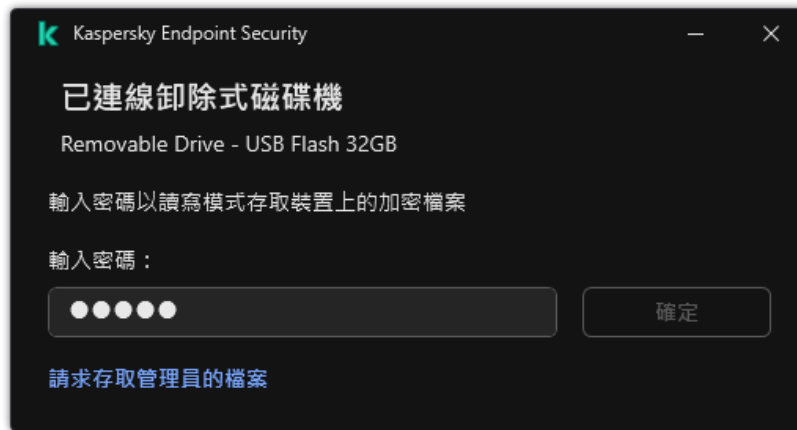 Kaspersky Endpoint Security
已連線卸除式磁碟機
Removable Drive - USB Flash 32GB
輸入密碼以讀寫模式存取裝置上的加密檔案
輸入密碼：
●●●●●
確定
請求存取管理員的檔案